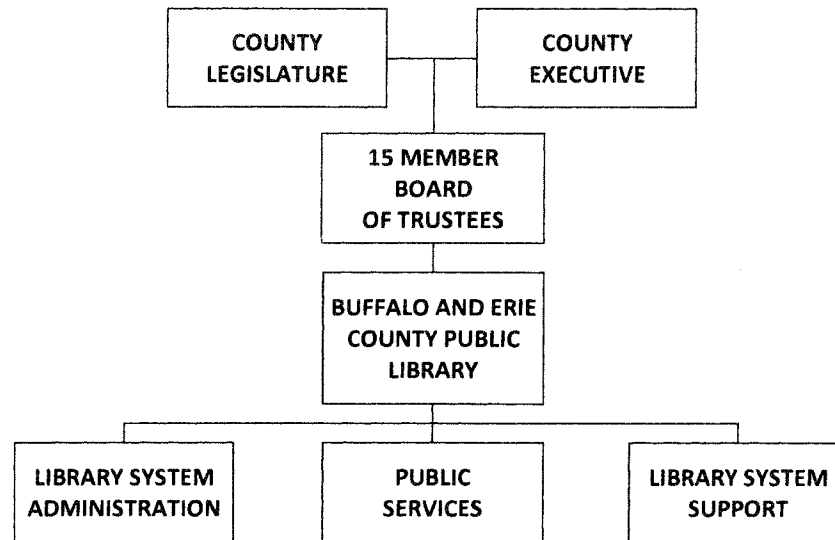 COUNTY
LEGISLATURE
COUNTY
EXECUTIVE
15 MEMBER
BOARD
OF TRUSTEES
BUFFALO AND ERIE
COUNTY PUBLIC
LIBRARY
LIBRARY SYSTEM
ADMINISTRATION
PUBLIC
SERVICES
LIBRARY SYSTEM
SUPPORT